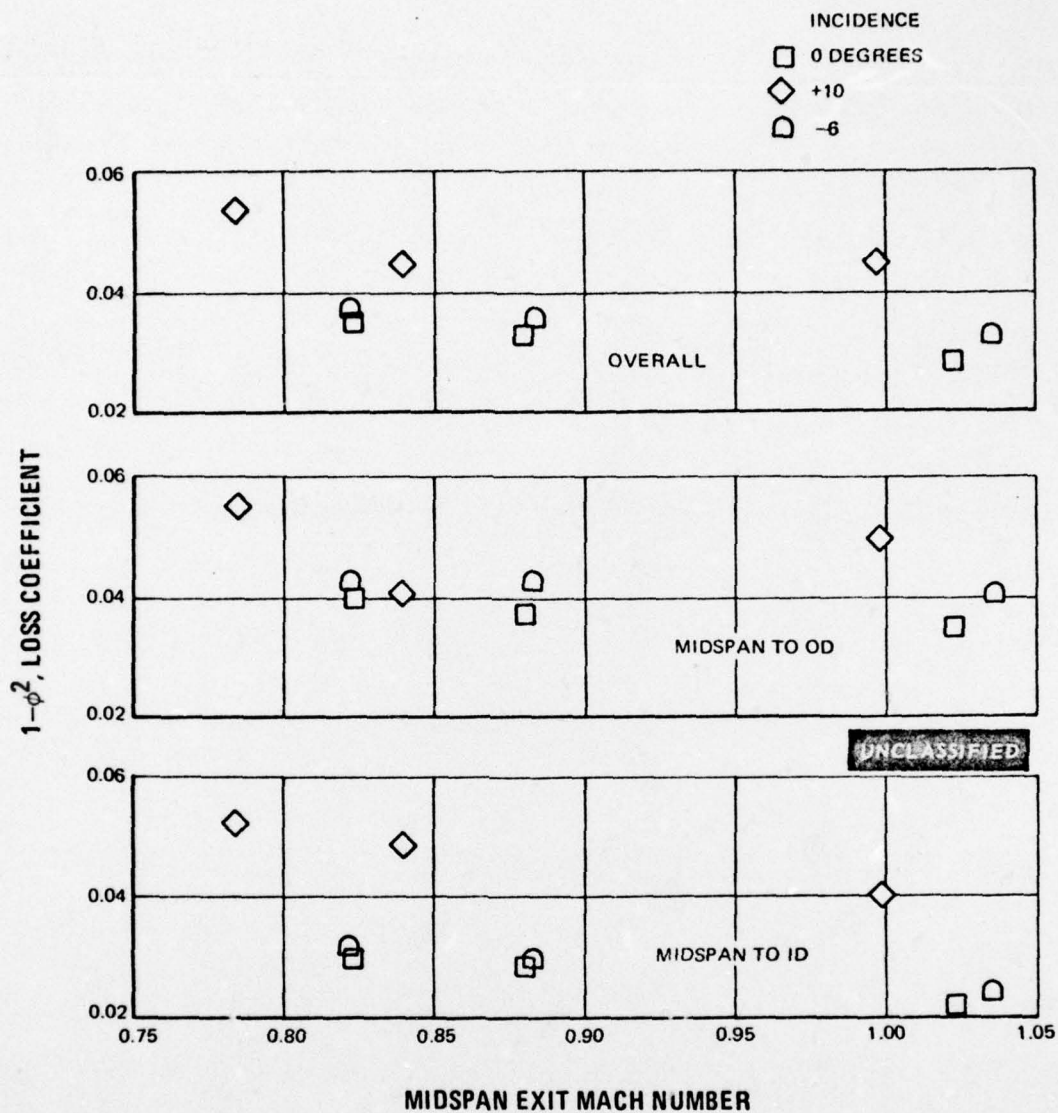 INCIDENCE
0 DEGREES
+10
−6
0.06
0.04
0.02
OVERALL
0.06
0.04
0.02
MIDSPAN TO OD
UNCLASSIFIED
0.06
0.04
0.02
MIDSPAN TO ID
0.75 0.80 0.85 0.90 0.95 1.00 1.05
1−ϕ², LOSS COEFFICIENT
MIDSPAN EXIT MACH NUMBER